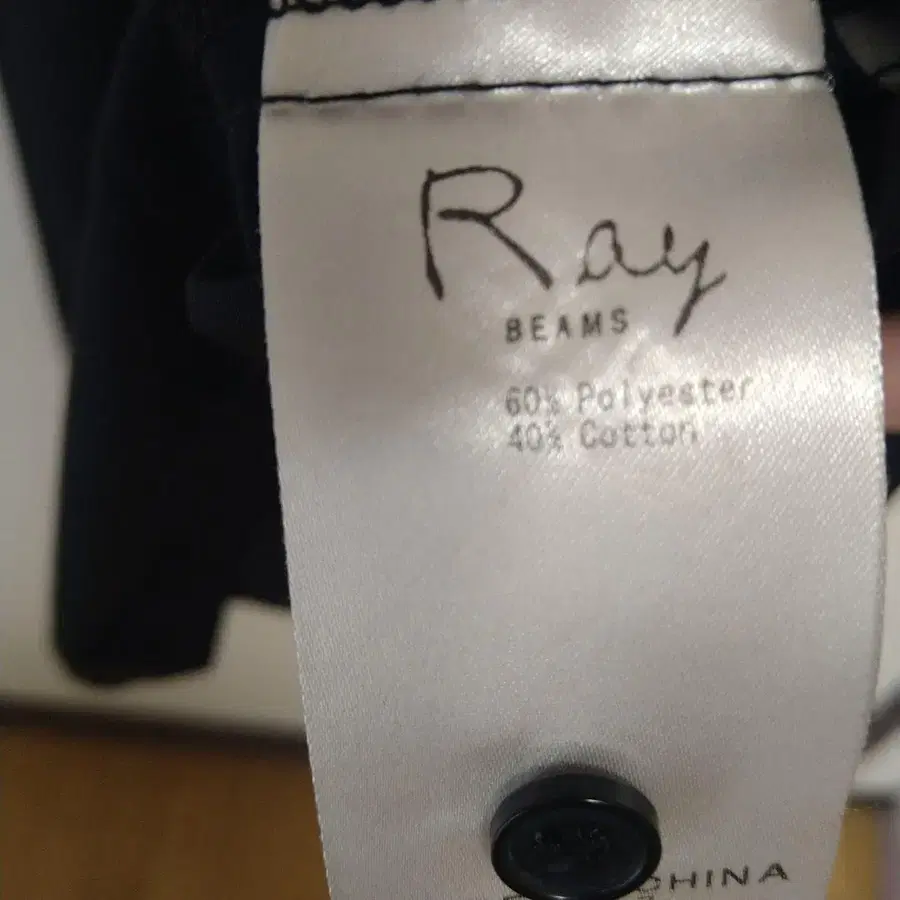 Ray
BEAMS
60% Polyester
40% Cotton
CHINA